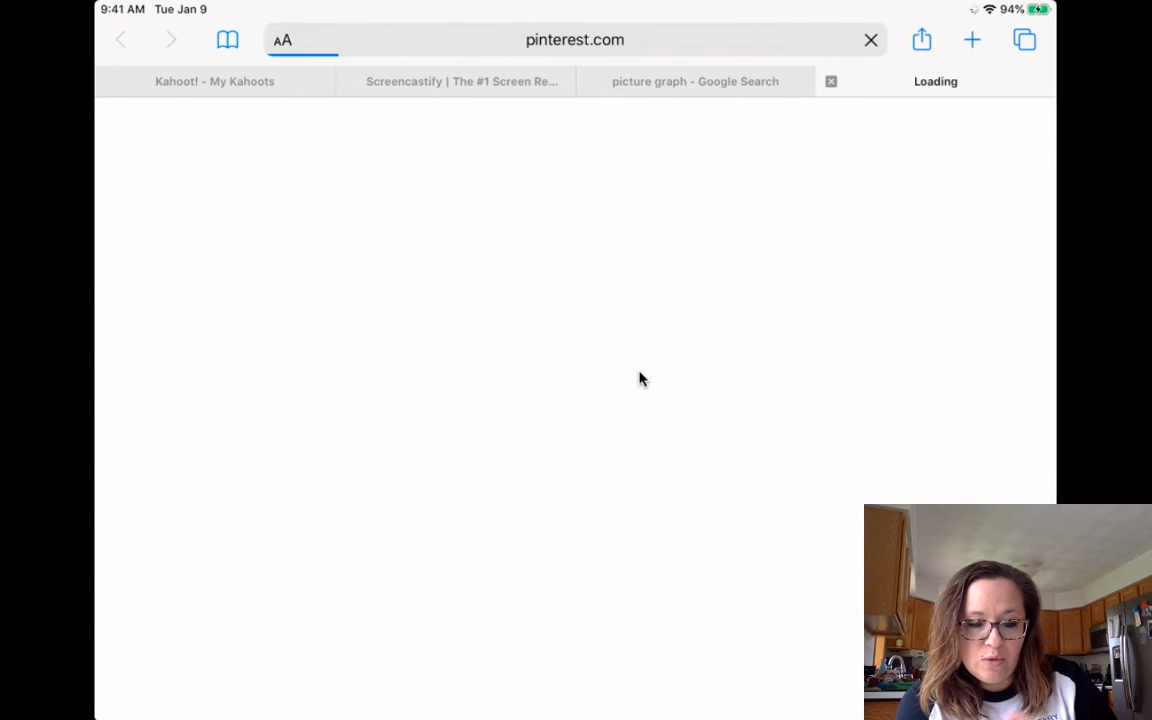 9:41 AM Tue Jan 9 94%
AA pinterest.com
Kahoot! - My Kahoots Screencastify | The #1 Screen Re... picture graph - Google Search Loading